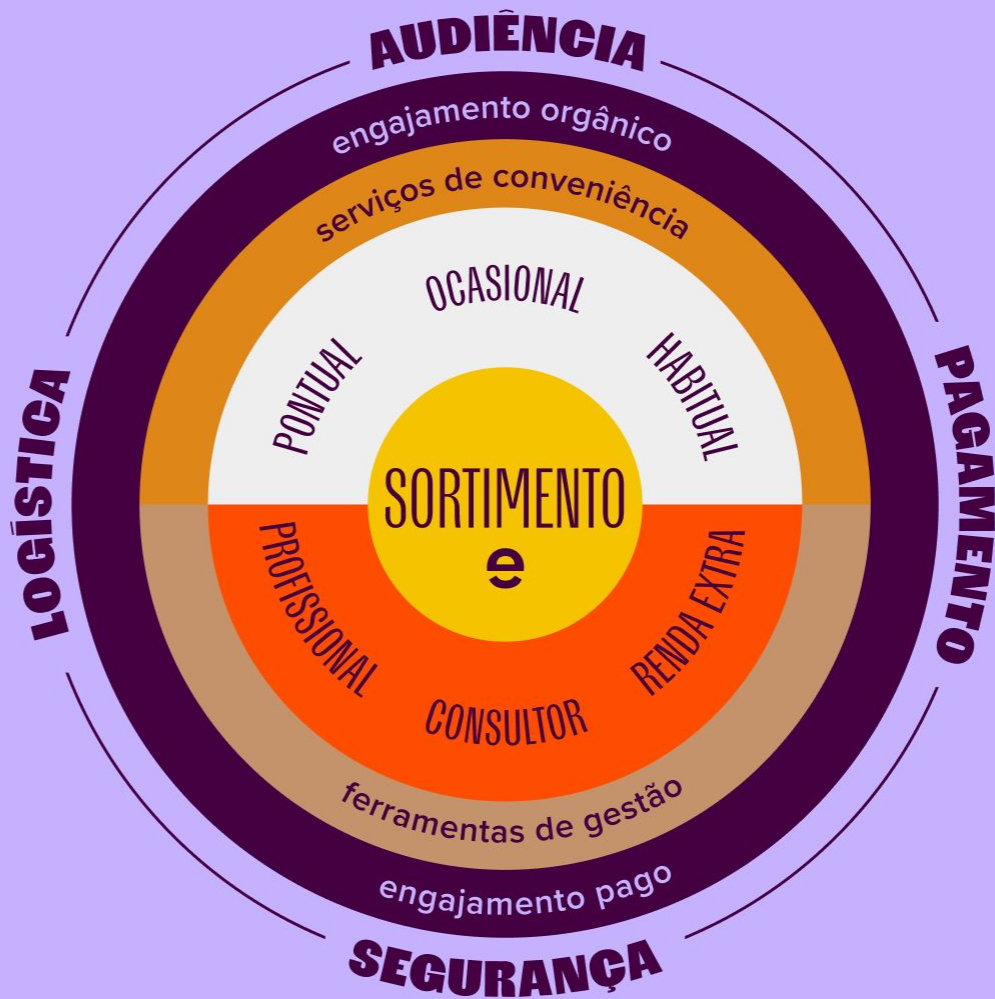 AUDIÊNCIA
engajamento orgânico
serviços de conveniência
OCASIONAL
PONTUAL
HABITUAL
LOGÍSTICA
PAGAMENTO
SORTIMENTO
e
PROFISSIONAL
RENDA EXTRA
CONSULTOR
ferramentas de gestão
engajamento pago
SEGURANÇA